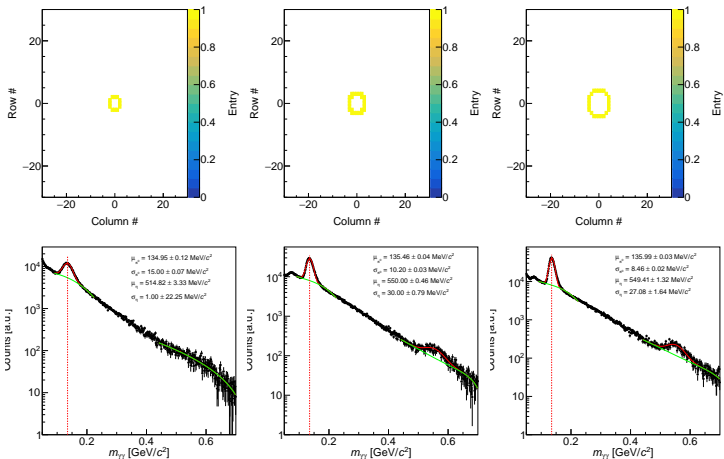 20
0
−20
Row #
−20
0
20
Column #
1
0.8
0.6
0.4
0.2
0
Entry
20
0
−20
Row #
−20
0
20
Column #
1
0.8
0.6
0.4
0.2
0
Entry
20
0
−20
Row #
−20
0
20
Column #
1
0.8
0.6
0.4
0.2
0
Entry
10⁴
10³
10²
10
1
Counts [a.u.]
μπ⁰ = 134.95 ± 0.12 MeV/c²
σπ⁰ = 15.00 ± 0.07 MeV/c²
μη = 514.82 ± 3.33 MeV/c²
ση = 1.00 ± 22.25 MeV/c²
0.2
0.4
0.6
mγγ [GeV/c²]
10⁴
10³
10²
10
1
Counts [a.u.]
μπ⁰ = 135.46 ± 0.04 MeV/c²
σπ⁰ = 10.20 ± 0.03 MeV/c²
μη = 550.00 ± 0.46 MeV/c²
ση = 30.00 ± 0.79 MeV/c²
0.2
0.4
0.6
mγγ [GeV/c²]
10⁴
10³
10²
10
1
Counts [a.u.]
μπ⁰ = 135.99 ± 0.03 MeV/c²
σπ⁰ = 8.46 ± 0.02 MeV/c²
μη = 549.41 ± 1.32 MeV/c²
ση = 27.08 ± 1.64 MeV/c²
0.2
0.4
0.6
mγγ [GeV/c²]